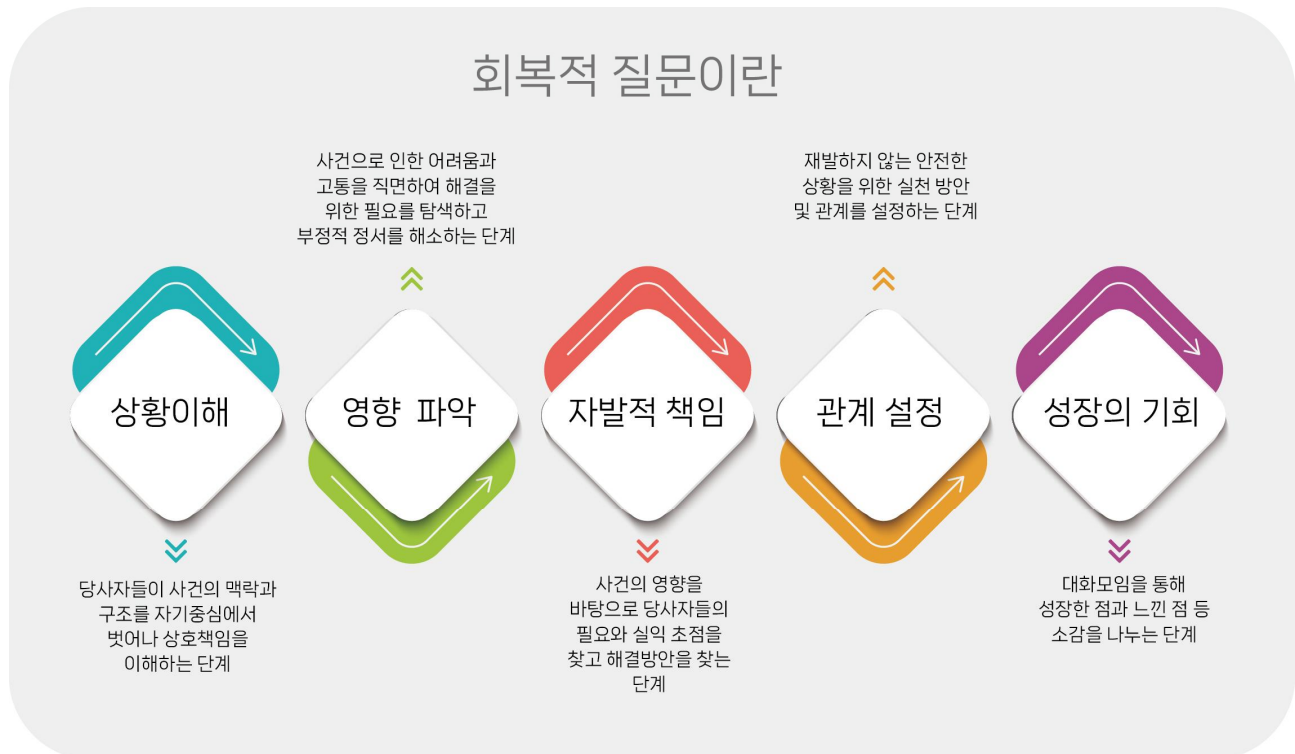 회복적 질문이란
사건으로 인한 어려움과
고통을 직면하여 해결을
위한 필요를 탐색하고
부정적 정서를 해소하는 단계
재발하지 않는 안전한
상황을 위한 실천 방안
및 관계를 설정하는 단계
상황이해
영향 파악
자발적 책임
관계 설정
성장의 기회
당사자들이 사건의 맥락과
구조를 자기중심에서
벗어나 상호책임을
이해하는 단계
사건의 영향을
바탕으로 당사자들의
필요와 실익 초점을
찾고 해결방안을 찾는
단계
대화모임을 통해
성장한 점과 느낀 점 등
소감을 나누는 단계